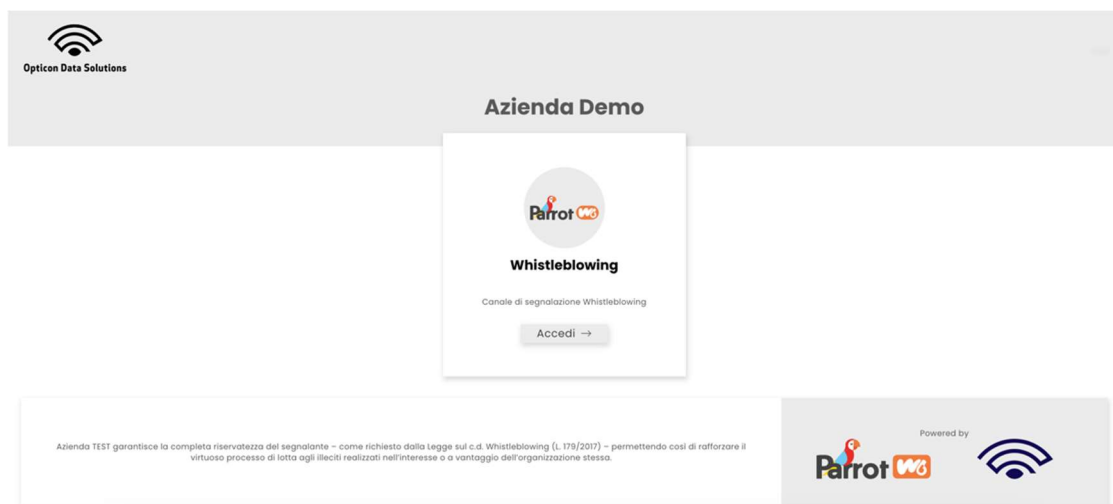 Opticon Data Solutions
Azienda Demo
Parrot WB
Whistleblowing
Canale di segnalazione Whistleblowing
Accedi →
Azienda TEST garantisce la completa riservatezza del segnalante – come richiesto dalla Legge sul c.d. Whistleblowing (L. 179/2017) – permettendo così di rafforzare il
virtuoso processo di lotta agli illeciti realizzati nell'interesse o a vantaggio dell'organizzazione stessa.
Powered by
Parrot WB